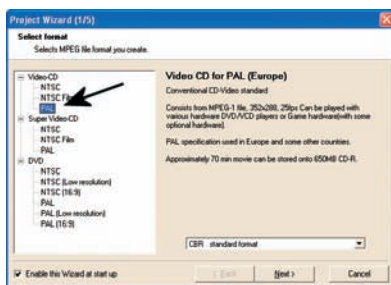 Project Wizard (1/5)
Select format
Selects MPEG file format you create.
Video-CD
NTSC
NTSC Film
PAL
Super Video-CD
NTSC
NTSC Film
PAL
DVD
NTSC
NTSC (Low resolution)
NTSC (16:9)
PAL
PAL (Low resolution)
PAL (16:9)
Video CD for PAL (Europe)
Conventional CD-Video standard
Consists from MPEG-1 file, 352x288, 25fps Can be played with
various hardware DVD/VCD players or Game hardware(with some
optional hardware).
PAL specification used in Europe and some other countries.
Approximately 70 min movie can be stored onto 650MB CD-R.
CBR standard format
Enable this Wizard at start up
< Back
Next >
Cancel